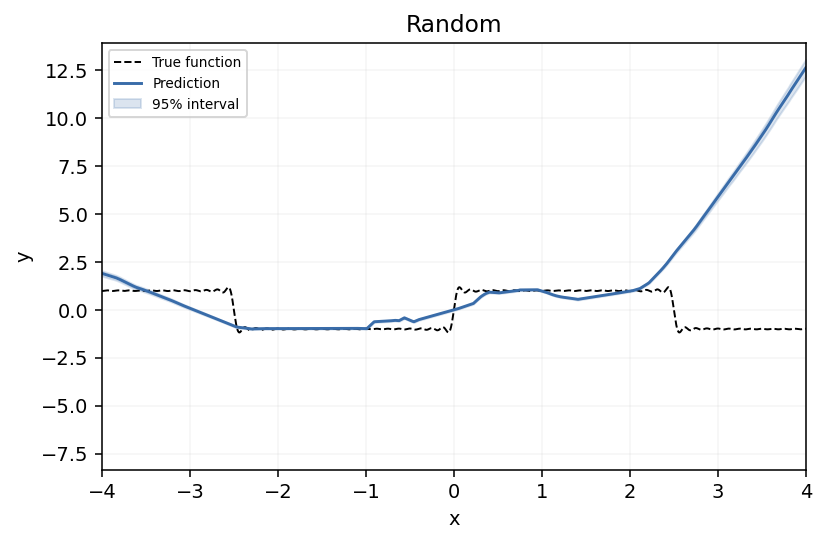 Random
True function
Prediction
95% interval
12.5
10.0
7.5
5.0
2.5
0.0
−2.5
−5.0
−7.5
y
−4 −3 −2 −1 0 1 2 3 4
x